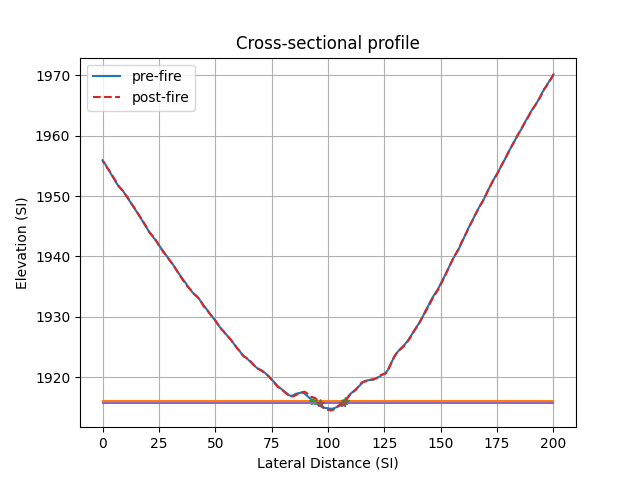 Cross-sectional profile
pre-fire
post-fire
1970
1960
1950
1940
1930
1920
Elevation (SI)
0 25 50 75 100 125 150 175 200
Lateral Distance (SI)